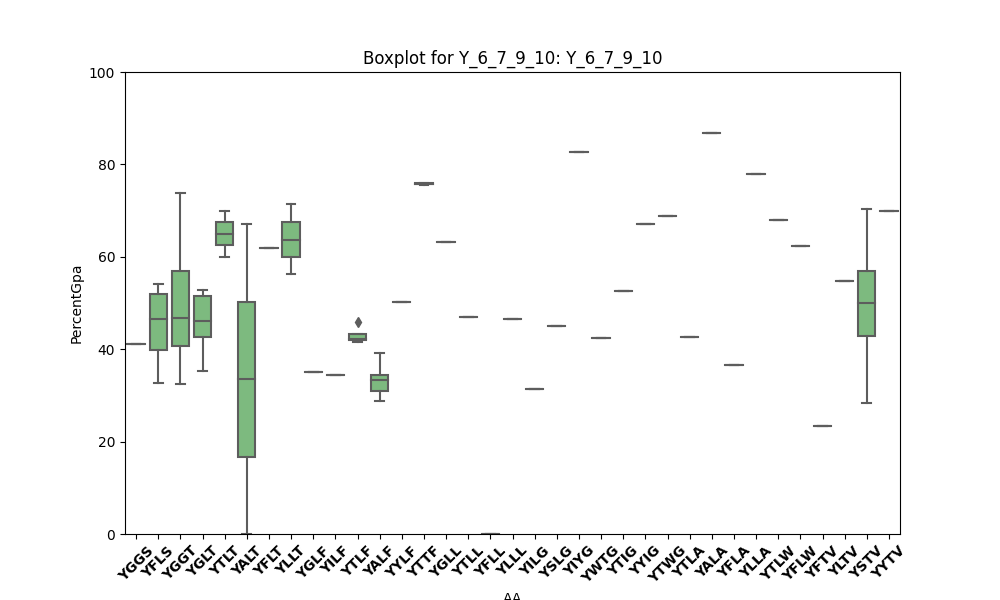 Boxplot for Y_6_7_9_10: Y_6_7_9_10
100
80
60
40
20
0
PercentGpa
YGGS
YFLS
YGGT
YGLT
YTLT
YALT
YFLT
YLLT
YGLF
YILF
YTLF
YALF
YYLF
YTTF
YGLL
YTLL
YFLL
YLLL
YILG
YSLG
YIYG
YWTG
YTIG
YYIG
YTWG
YTLA
YALA
YFLA
YLLA
YTLW
YFLW
YFTV
YLTV
YSTV
YYTV
AA